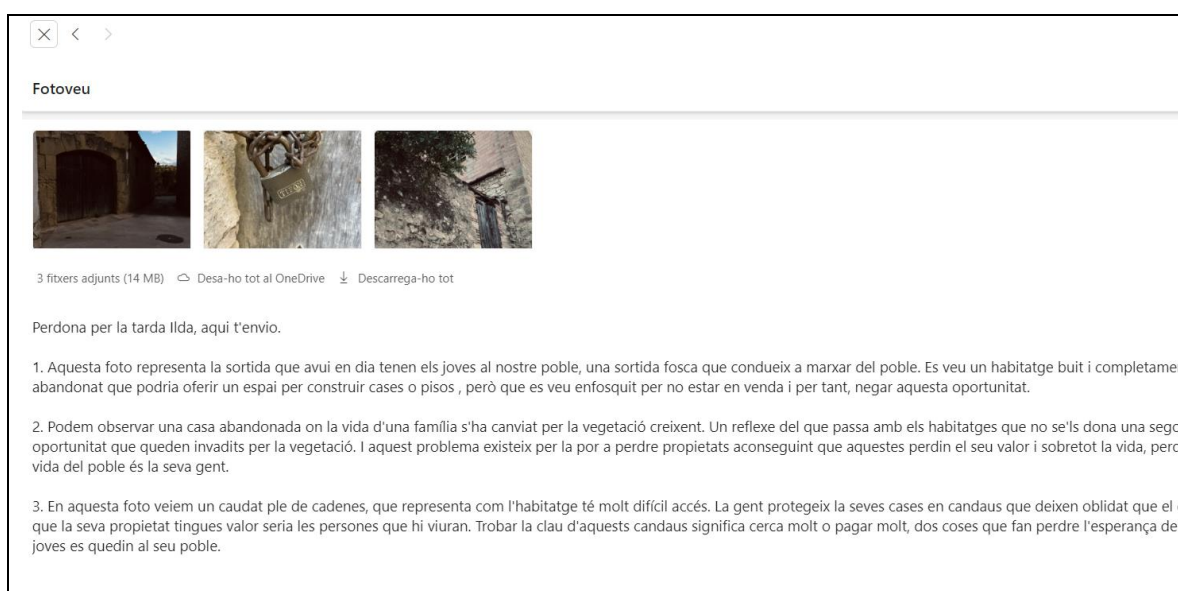 Fotoveu
3 fitxers adjunts (14 MB) Desa-ho tot al OneDrive Descarrega-ho tot
Perdona per la tarda Ilda, aqui t'envio.
1. Aquesta foto representa la sortida que avui en dia tenen els joves al nostre poble, una sortida fosca que condueix a marxar del poble. Es veu un habitatge buit i
abandonat que podria oferir un espai per construir cases o pisos , però que es veu enfosquit per no estar en venda i per tant, negar aquesta oportunitat.
2. Podem observar una casa abandonada on la vida d'una família s'ha canviat per la vegetació creixent. Un reflexe del que passa amb els habitatges que no se'ls dona una
oportunitat que queden invadits per la vegetació. I aquest problema existeix per la por a perdre propietats aconseguint que aquestes perdin el seu valor i sobretot la vida,
vida del poble és la seva gent.
3. En aquesta foto veiem un caudat ple de cadenes, que representa com l'habitatge té molt difícil accés. La gent protegeix la seves cases en candaus que deixen oblidat que el
que la seva propietat tingues valor seria les persones que hi viuran. Trobar la clau d'aquests candaus significa cerca molt o pagar molt, dos coses que fan perdre l'esperança de
joves es quedin al seu poble.